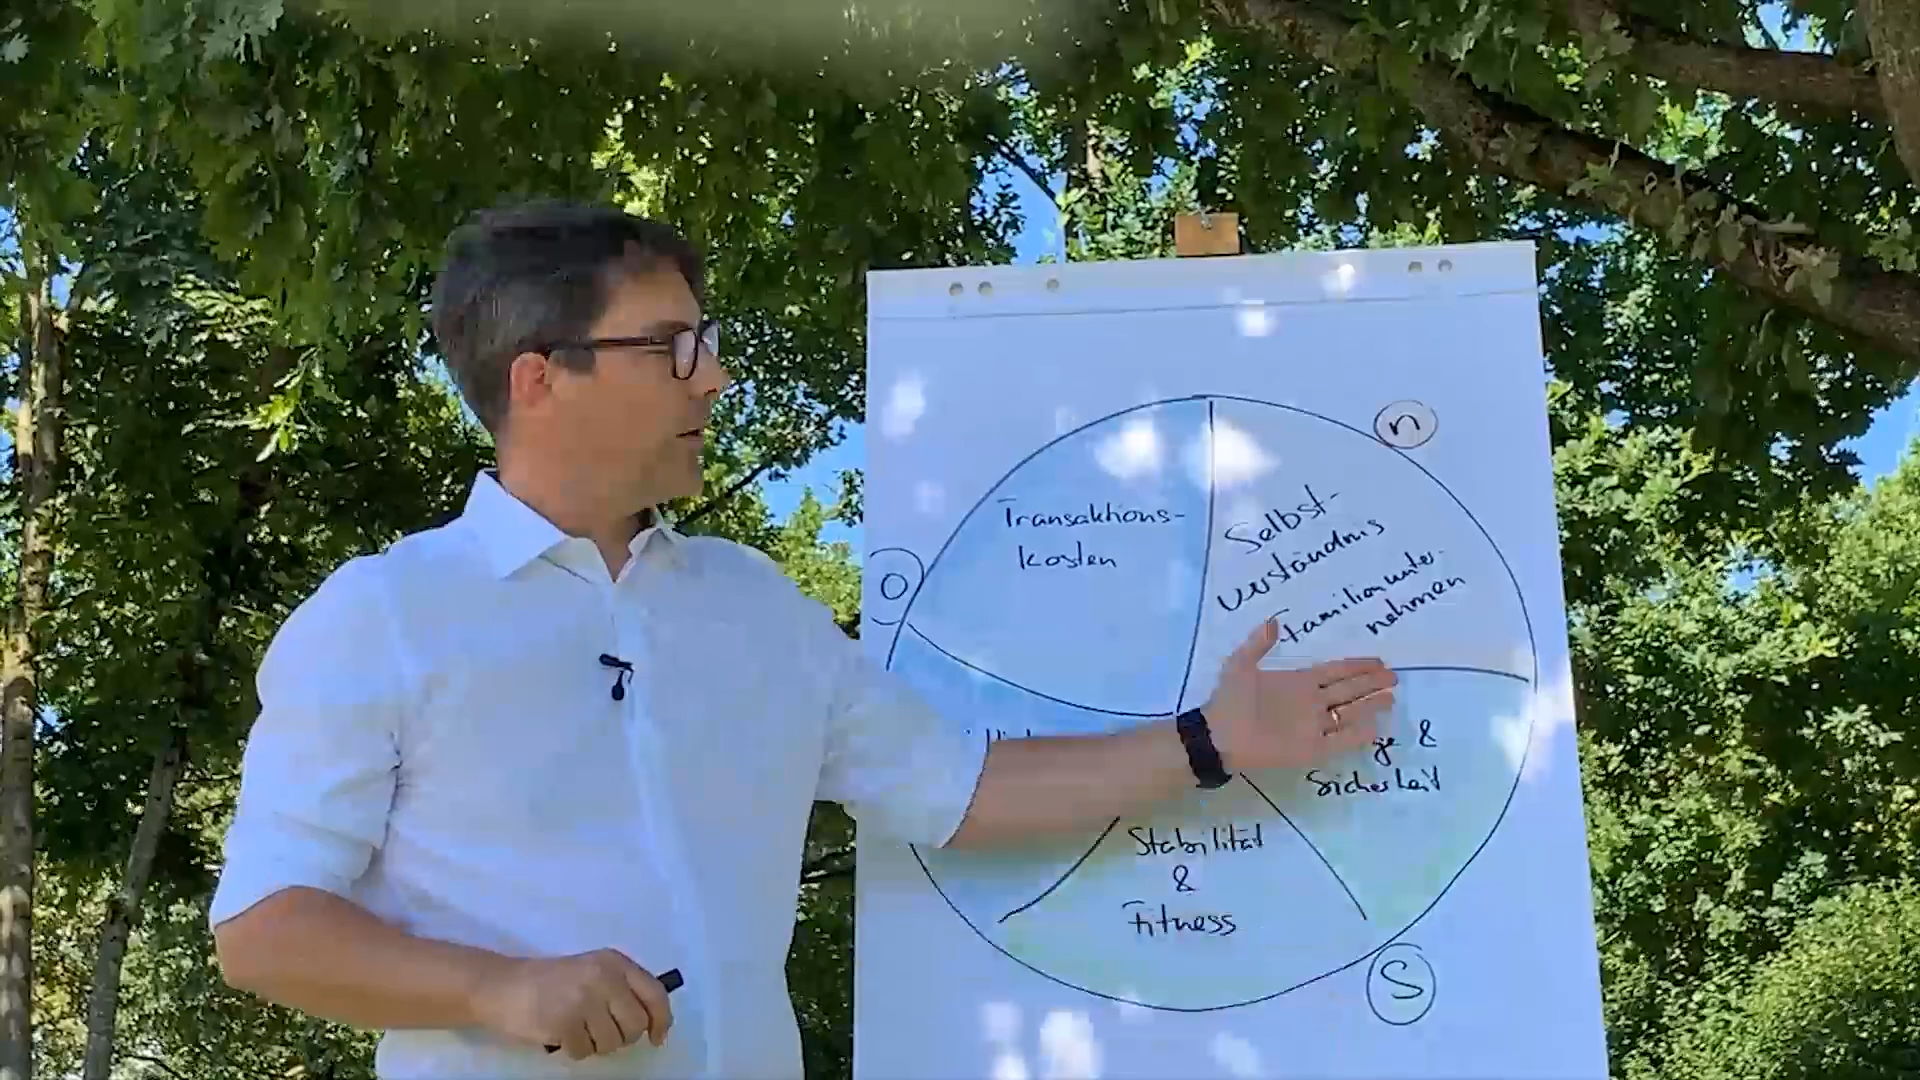 n
Transaktions-
kosten
Selbst-
verständnis
Familienunter-
nehmen
O
&
Sicherheit
Stabilität
&
Fitness
S